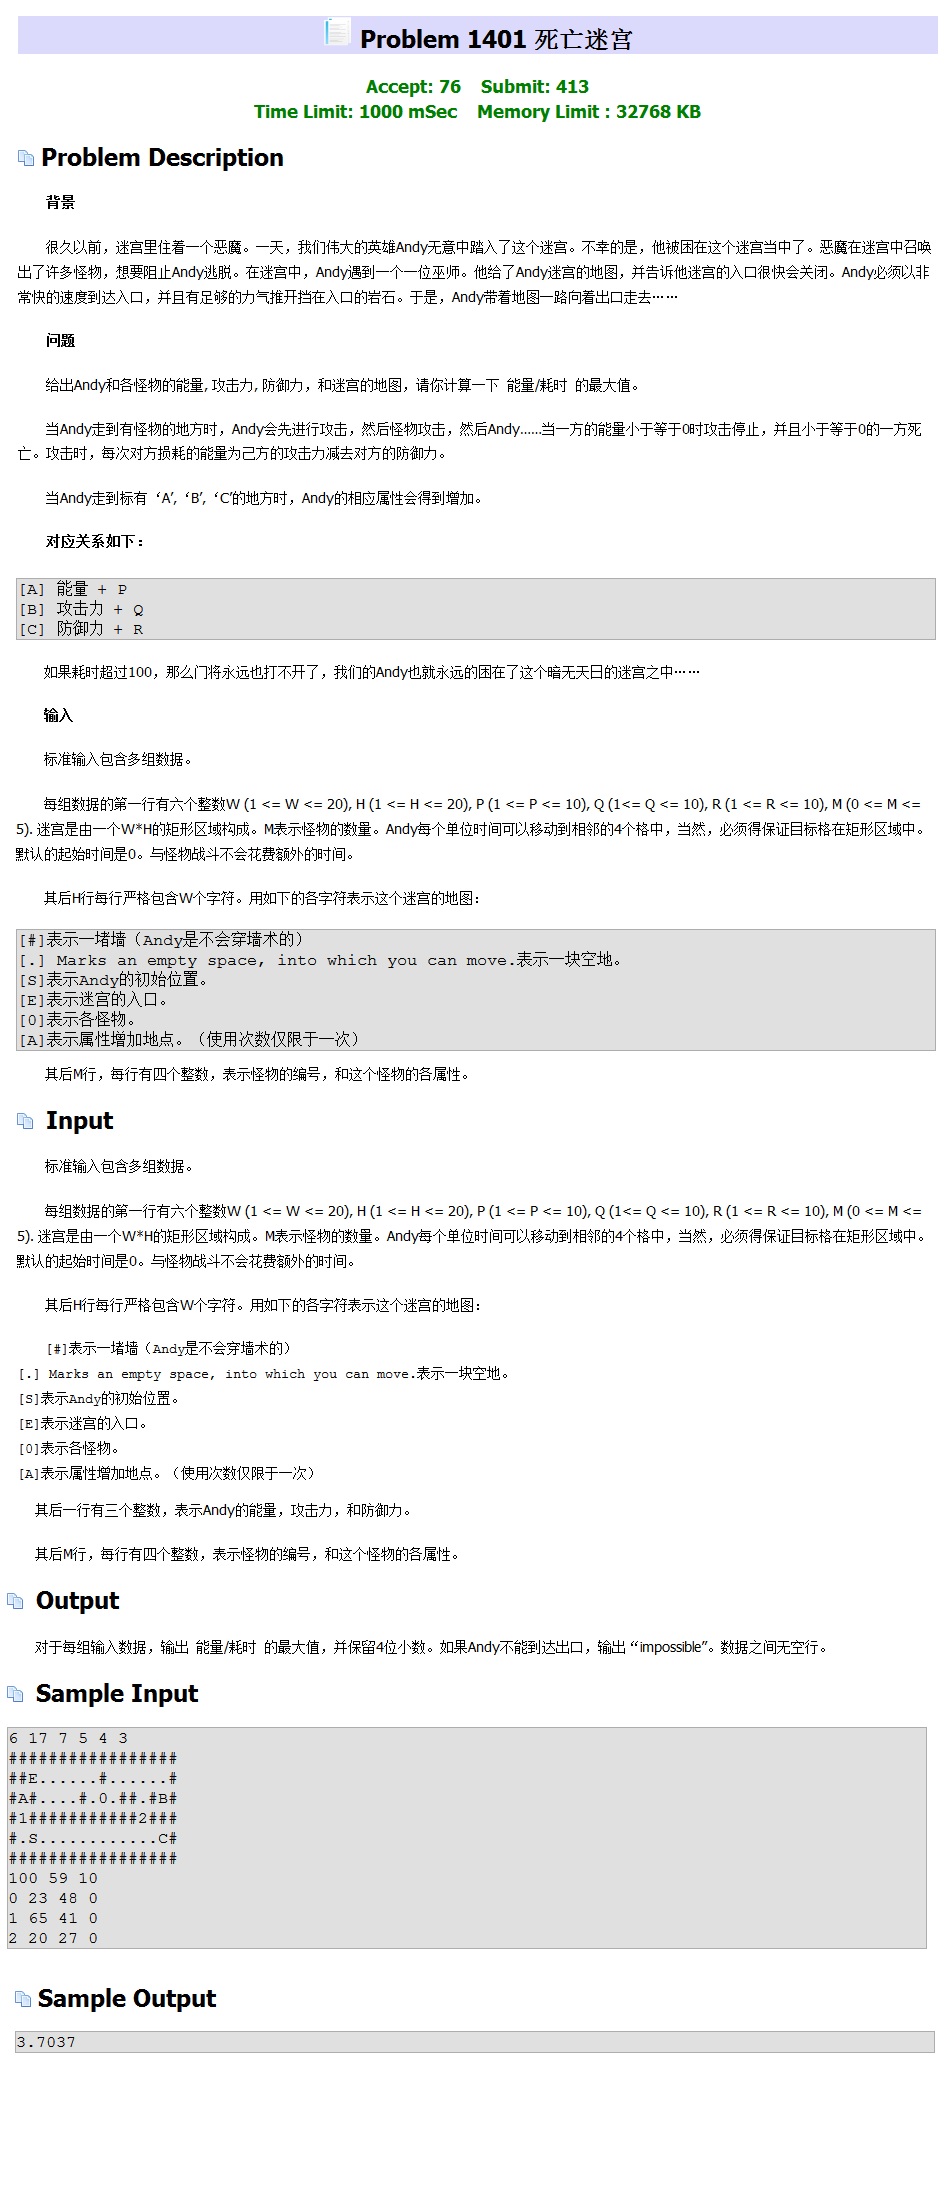 Problem 1401 死亡迷宫
Accept: 76 Submit: 413
Time Limit: 1000 mSec Memory Limit : 32768 KB
Problem Description
背景
很久以前，迷宫里住着一个恶魔。一天，我们伟大的英雄Andy无意中踏入了这个迷宫。不幸的是，他被困在这个迷宫当中了。恶魔在迷宫中召唤
出了许多怪物，想要阻止Andy逃脱。在迷宫中，Andy遇到一个一位巫师。他给了Andy迷宫的地图，并告诉他迷宫的入口很快会关闭。Andy必须以非
常快的速度到达入口，并且有足够的力气推开挡在入口的岩石。于是，Andy带着地图一路向着出口走去……
问题
给出Andy和各怪物的能量, 攻击力, 防御力，和迷宫的地图，请你计算一下 能量/耗时 的最大值。
当Andy走到有怪物的地方时，Andy会先进行攻击，然后怪物攻击，然后Andy......当一方的能量小于等于0时攻击停止，并且小于等于0的一方死
亡。攻击时，每次对方损耗的能量为己方的攻击力减去对方的防御力。
当Andy走到标有‘A’,‘B’,‘C’的地方时，Andy的相应属性会得到增加。
对应关系如下：
[A] 能量 + P
[B] 攻击力 + Q
[C] 防御力 + R
如果耗时超过100，那么门将永远也打不开了，我们的Andy也就永远的困在了这个暗无天日的迷宫之中……
输入
标准输入包含多组数据。
每组数据的第一行有六个整数W (1 <= W <= 20), H (1 <= H <= 20), P (1 <= P <= 10), Q (1<= Q <= 10), R (1 <= R <= 10), M (0 <= M <=
5). 迷宫是由一个W*H的矩形区域构成。M表示怪物的数量。Andy每个单位时间可以移动到相邻的4个格中，当然，必须得保证目标格在矩形区域中。
默认的起始时间是0。与怪物战斗不会花费额外的时间。
其后H行每行严格包含W个字符。用如下的各字符表示这个迷宫的地图：
[#]表示一堵墙（Andy是不会穿墙术的）
[.] Marks an empty space, into which you can move.表示一块空地。
[S]表示Andy的初始位置。
[E]表示迷宫的入口。
[0]表示各怪物。
[A]表示属性增加地点。（使用次数仅限于一次）
其后M行，每行有四个整数，表示怪物的编号，和这个怪物的各属性。
Input
标准输入包含多组数据。
每组数据的第一行有六个整数W (1 <= W <= 20), H (1 <= H <= 20), P (1 <= P <= 10), Q (1<= Q <= 10), R (1 <= R <= 10), M (0 <= M <=
5). 迷宫是由一个W*H的矩形区域构成。M表示怪物的数量。Andy每个单位时间可以移动到相邻的4个格中，当然，必须得保证目标格在矩形区域中。
默认的起始时间是0。与怪物战斗不会花费额外的时间。
其后H行每行严格包含W个字符。用如下的各字符表示这个迷宫的地图：
[#]表示一堵墙（Andy是不会穿墙术的）
[.] Marks an empty space, into which you can move.表示一块空地。
[S]表示Andy的初始位置。
[E]表示迷宫的入口。
[0]表示各怪物。
[A]表示属性增加地点。（使用次数仅限于一次）
其后一行有三个整数，表示Andy的能量，攻击力，和防御力。
其后M行，每行有四个整数，表示怪物的编号，和这个怪物的各属性。
Output
对于每组输入数据，输出 能量/耗时 的最大值，并保留4位小数。如果Andy不能到达出口，输出“impossible”。数据之间无空行。
Sample Input
6 17 7 5 4 3
#################
##E......#......#
#A#....#.0.##.#B#
#1###########2###
#.S............C#
#################
100 59 10
0 23 48 0
1 65 41 0
2 20 27 0
Sample Output
3.7037